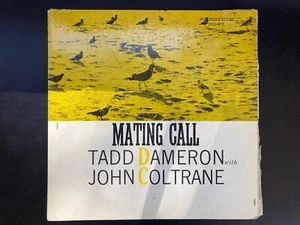 MATING CALL
TADD DAMERON with
JOHN COLTRANE